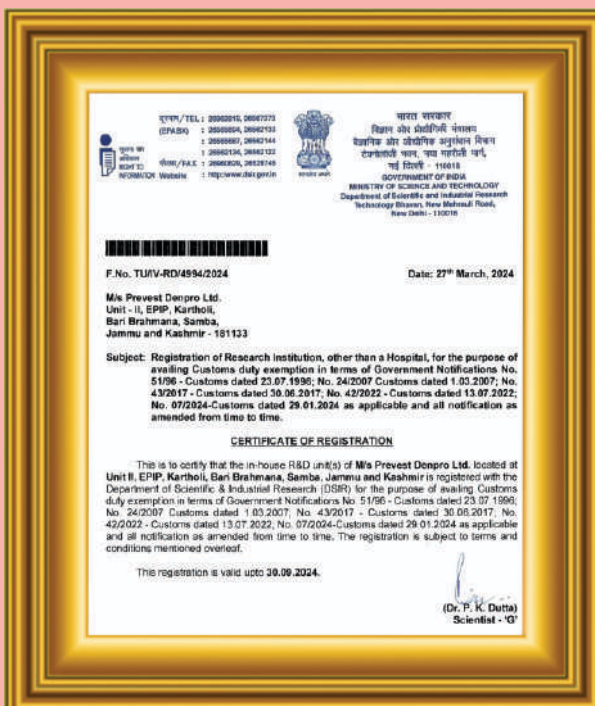 दूरभाष/TEL : 26962819, 26567373
(EPABX) : 26565694, 26562133
: 26565687, 26562144
: 26562134, 26562122
फैक्स/FAX : 26960629, 26529745
Website : http:/www.dsir.gov.in
सूचना का
अधिकार
RIGHT TO
INFORMATION
सत्यमेव जयते
भारत सरकार
विज्ञान और प्रौद्योगिकी मंत्रालय
वैज्ञानिक और औद्योगिक अनुसंधान विभाग
टेक्नोलॉजी भवन, नया महरौली मार्ग,
नई दिल्ली - 110016
GOVERNMENT OF INDIA
MINISTRY OF SCIENCE AND TECHNOLOGY
Department of Scientific and Industrial Research
Technology Bhavan, New Mehrauli Road,
New Delhi - 110016
F.No. TU/IV-RD/4994/2024
Date: 27th March, 2024
M/s Prevest Denpro Ltd.
Unit - II, EPIP, Kartholi,
Bari Brahmana, Samba,
Jammu and Kashmir - 181133
Subject: Registration of Research Institution, other than a Hospital, for the purpose of
availing Customs duty exemption in terms of Government Notifications No.
51/96 - Customs dated 23.07.1996; No. 24/2007 Customs dated 1.03.2007; No.
43/2017 - Customs dated 30.06.2017; No. 42/2022 - Customs dated 13.07.2022;
No. 07/2024-Customs dated 29.01.2024 as applicable and all notification as
amended from time to time.
CERTIFICATE OF REGISTRATION
This is to certify that the in-house R&D unit(s) of M/s Prevest Denpro Ltd. located at
Unit II, EPIP, Kartholi, Bari Brahmana, Samba, Jammu and Kashmir is registered with the
Department of Scientific & Industrial Research (DSIR) for the purpose of availing Customs
duty exemption in terms of Government Notifications No. 51/96 - Customs dated 23.07.1996;
No. 24/2007 Customs dated 1.03.2007; No. 43/2017 - Customs dated 30.06.2017; No.
42/2022 - Customs dated 13.07.2022; No. 07/2024-Customs dated 29.01.2024 as applicable
and all notification as amended from time to time. The registration is subject to terms and
conditions mentioned overleaf.
This registration is valid upto 30.09.2024.
(Dr. P. K. Dutta)
Scientist - 'G'